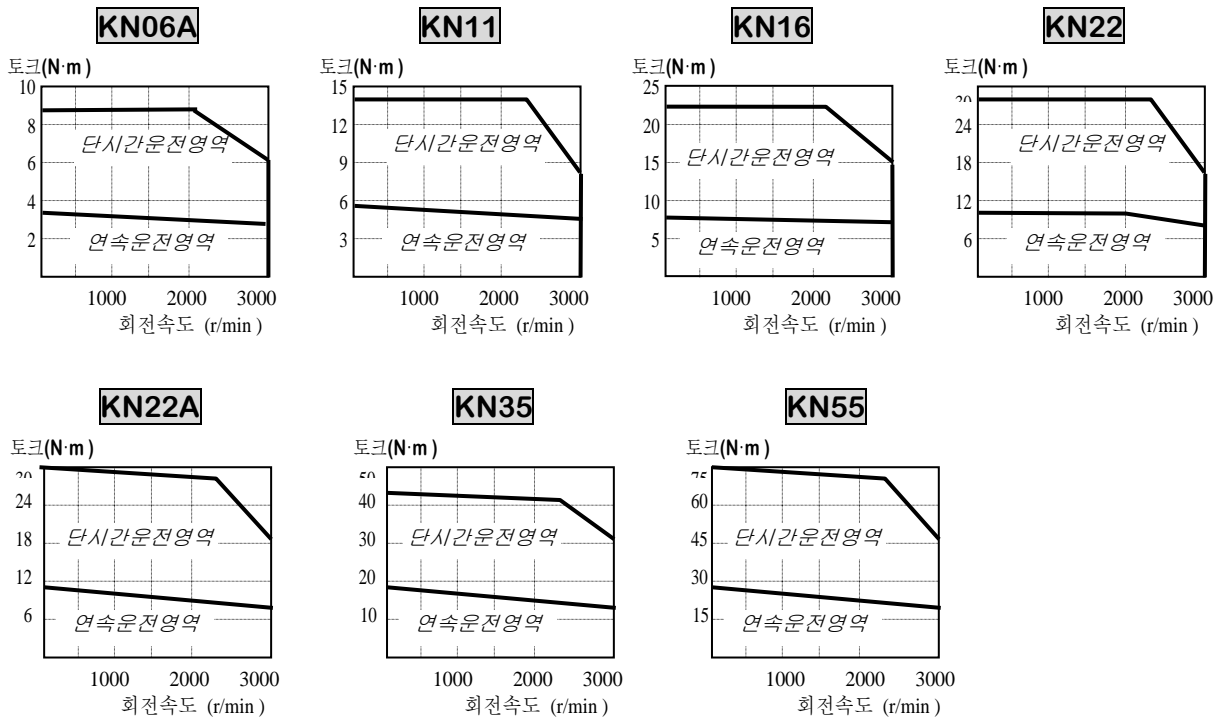 KN06A
토크(N·m )
10
8
6
4
2
단시간운전영역
연속운전영역
1000 2000 3000
회전속도 (r/min )
KN11
토크(N·m )
15
12
9
6
3
단시간운전영역
연속운전영역
1000 2000 3000
회전속도 (r/min )
KN16
토크(N·m )
25
20
15
10
5
단시간운전영역
연속운전영역
1000 2000 3000
회전속도 (r/min )
KN22
토크(N·m )
24
18
12
6
단시간운전영역
연속운전영역
1000 2000 3000
회전속도 (r/min )
KN22A
토크(N·m )
24
18
12
6
단시간운전영역
연속운전영역
1000 2000 3000
회전속도 (r/min )
KN35
토크(N·m )
50
40
30
20
10
단시간운전영역
연속운전영역
1000 2000 3000
회전속도 (r/min )
KN55
토크(N·m )
75
60
45
30
15
단시간운전영역
연속운전영역
1000 2000 3000
회전속도 (r/min )